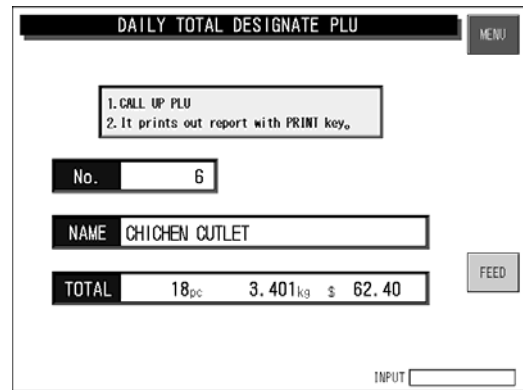 DAILY TOTAL DESIGNATE PLU
MENU
1. CALL UP PLU
2. It prints out report with PRINT key。
No. 6
NAME CHICHEN CUTLET
TOTAL 18pc 3.401kg $ 62.40
FEED
INPUT